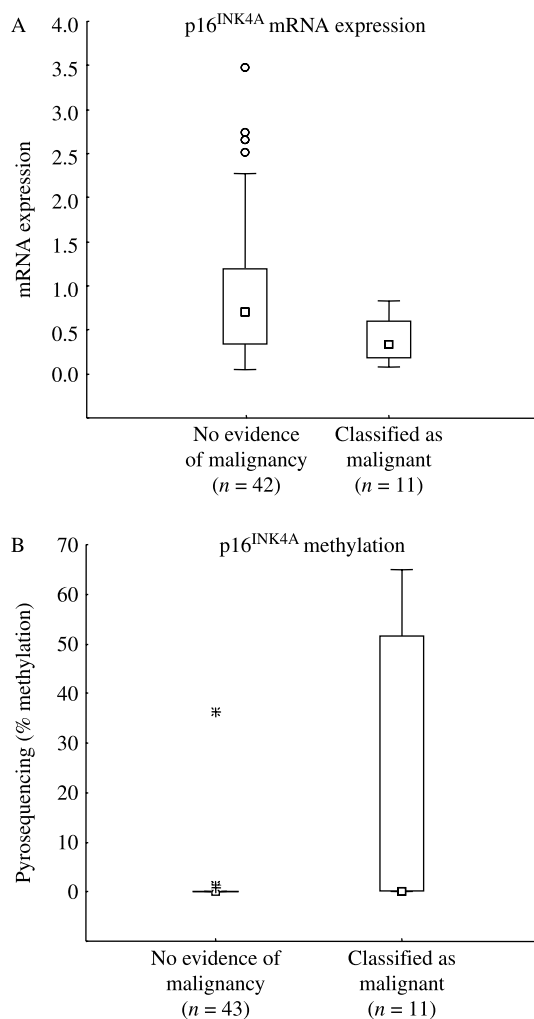 A
p16INK4A mRNA expression
mRNA expression
4.0
3.5
3.0
2.5
2.0
1.5
1.0
0.5
0.0
No evidence
of malignancy
(n = 42)
Classified as
malignant
(n = 11)
B
p16INK4A methylation
Pyrosequencing (% methylation)
70
60
50
40
30
20
10
0
No evidence of
malignancy
(n = 43)
Classified as
malignant
(n = 11)